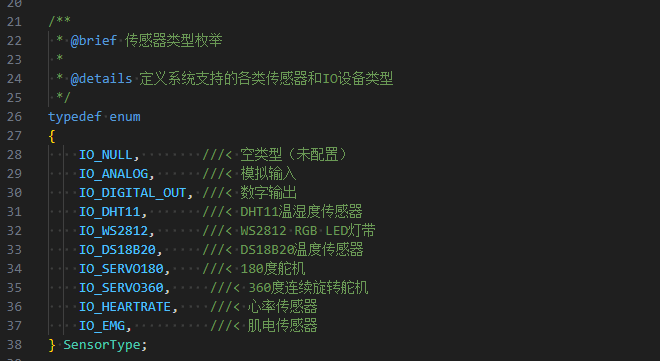 20
21 /**
22  * @brief 传感器类型枚举
23  *
24  * @details 定义系统支持的各类传感器和IO设备类型
25  */
26 typedef enum
27 {
28     IO_NULL,        ///< 空类型（未配置）
29     IO_ANALOG,      ///< 模拟输入
30     IO_DIGITAL_OUT, ///< 数字输出
31     IO_DHT11,       ///< DHT11温湿度传感器
32     IO_WS2812,      ///< WS2812 RGB LED灯带
33     IO_DS18B20,     ///< DS18B20温度传感器
34     IO_SERVO180,    ///< 180度舵机
35     IO_SERVO360,     ///< 360度连续旋转舵机
36     IO_HEARTRATE,    ///< 心率传感器
37     IO_EMG,          ///< 肌电传感器
38 } SensorType;